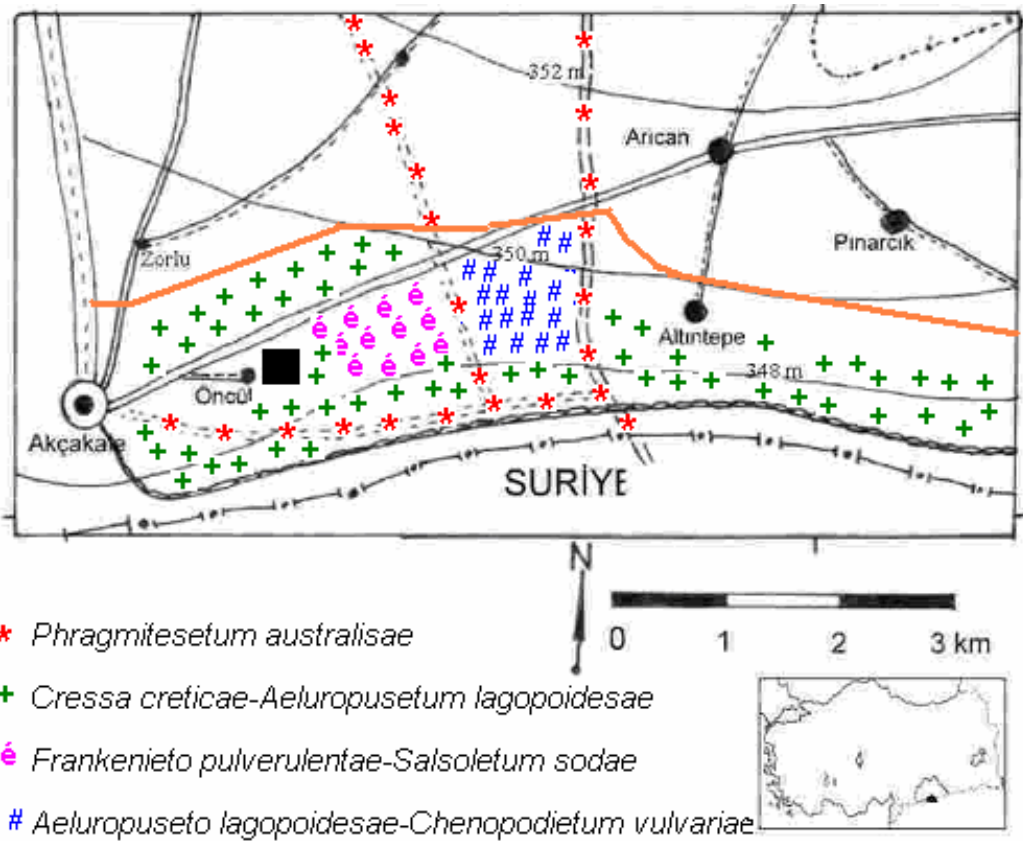 352 m
Arıcan
Pınarcık
Zorlu
350 m
Altıntepe
348 m
Öncül
Akçakale
SURİYE
N
0 1 2 3 km
* Phragmitesetum australisae
+ Cressa creticae-Aeluropusetum lagopoidesae
é Frankenieto pulverulentae-Salsoletum sodae
# Aeluropuseto lagopoidesae-Chenopodietum vulvariae